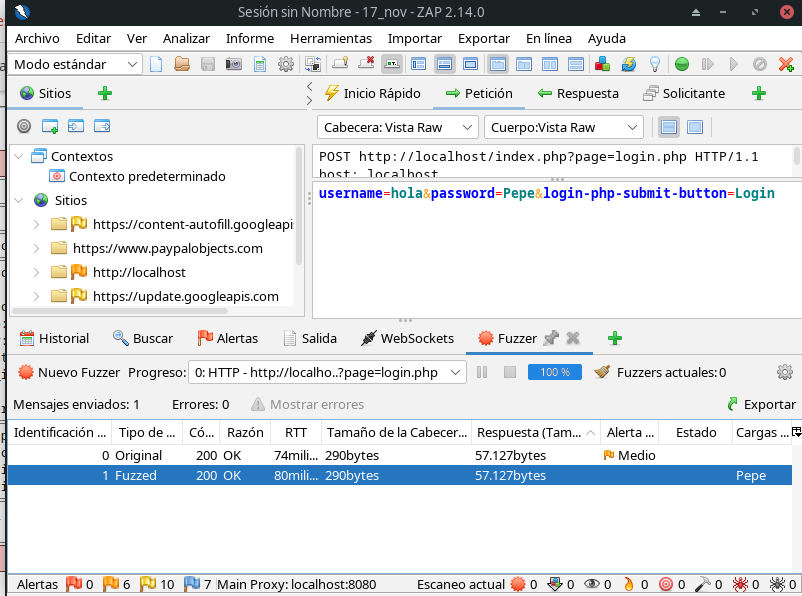 Sesión sin Nombre - 17_nov - ZAP 2.14.0
Archivo Editar Ver Analizar Informe Herramientas Importar Exportar En línea Ayuda
Modo estándar
Sitios
Inicio Rápido Petición Respuesta Solicitante
Cabecera: Vista Raw Cuerpo:Vista Raw
Contextos
Contexto predeterminado
Sitios
https://content-autofill.googleapis
https://www.paypalobjects.com
http://localhost
https://update.googleapis.com
POST http://localhost/index.php?page=login.php HTTP/1.1
host: localhost
username=hola&password=Pepe&login-php-submit-button=Login
Historial Buscar Alertas Salida WebSockets Fuzzer
Nuevo Fuzzer Progreso: 0: HTTP - http://localho..?page=login.php 100 % Fuzzers actuales:0
Mensajes enviados: 1 Errores: 0 Mostrar errores Exportar
Identificación ... Tipo de ... Có... Razón RTT Tamaño de la Cabecer... Respuesta (Tam... Alerta ... Estado Cargas ...
0 Original 200 OK 74mili... 290bytes 57.127bytes Medio
1 Fuzzed 200 OK 80mili... 290bytes 57.127bytes Pepe
Alertas 0 6 10 7 Main Proxy: localhost:8080 Escaneo actual 0 0 0 0 0 0 0 0